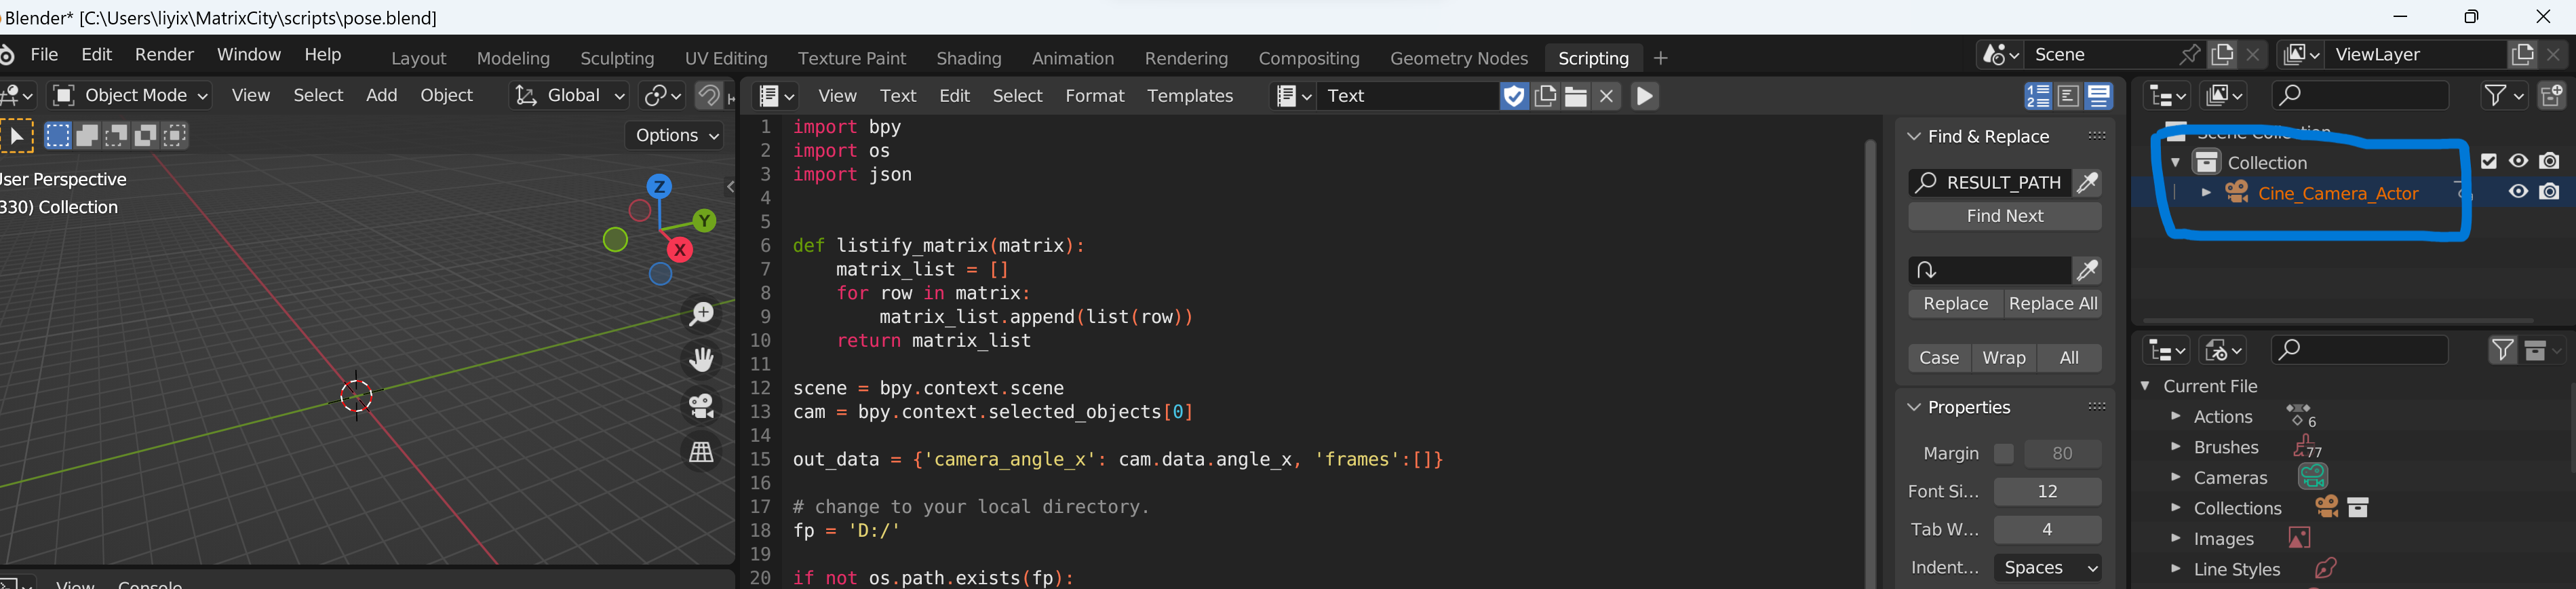 Blender* [C:\Users\liyix\MatrixCity\scripts\pose.blend]
File Edit Render Window Help Layout Modeling Sculpting UV Editing Texture Paint Shading Animation Rendering Compositing Geometry Nodes Scripting + Scene ViewLayer
Object Mode View Select Add Object Global
Options
User Perspective
330) Collection
Z
Y
X
View Console
View Text Edit Select Format Templates Text
1 import bpy
2 import os
3 import json
4
5
6 def listify_matrix(matrix):
7 matrix_list = []
8 for row in matrix:
9 matrix_list.append(list(row))
10 return matrix_list
11
12 scene = bpy.context.scene
13 cam = bpy.context.selected_objects[0]
14
15 out_data = {'camera_angle_x': cam.data.angle_x, 'frames':[]}
16
17 # change to your local directory.
18 fp = 'D:/'
19
20 if not os.path.exists(fp):
Find & Replace
RESULT_PATH
Find Next
Replace Replace All
Case Wrap All
Properties
Margin 80
Font Si... 12
Tab W... 4
Indent... Spaces
Scene Collection
Collection
Cine_Camera_Actor
Current File
Actions 6
Brushes 77
Cameras
Collections
Images
Line Styles